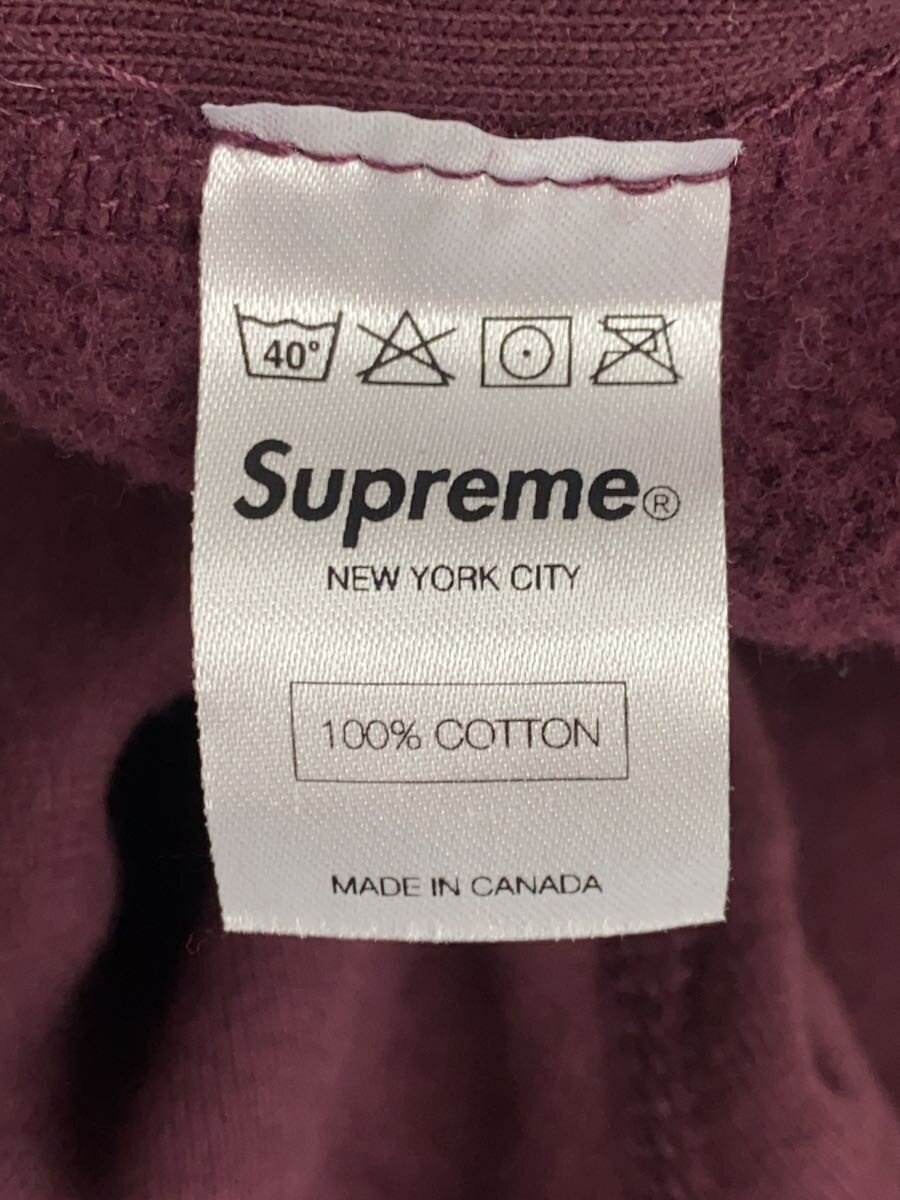 40°
Supreme®
NEW YORK CITY
100% COTTON
MADE IN CANADA